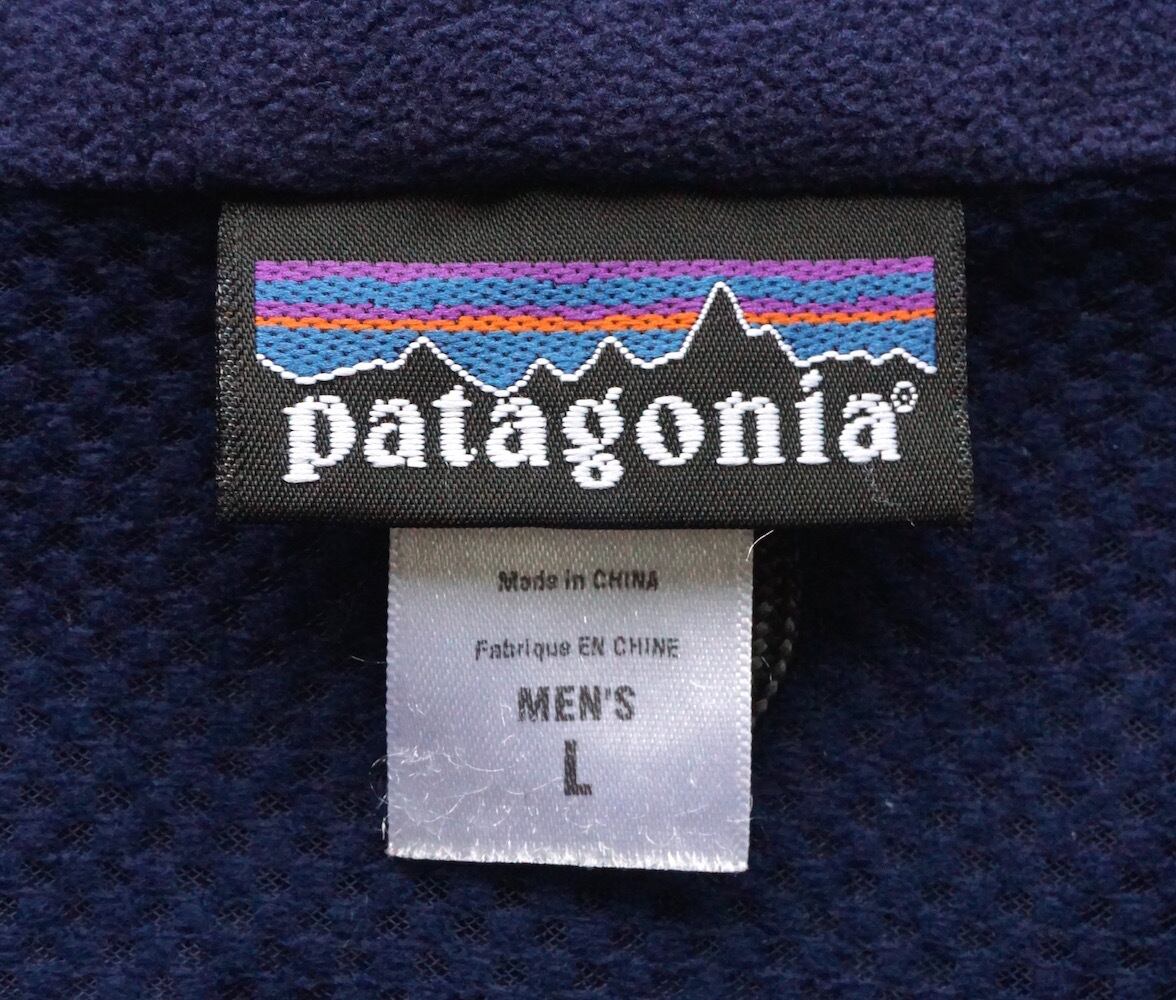 patagonia®
Made in CHINA
Fabrique EN CHINE
MEN'S
L